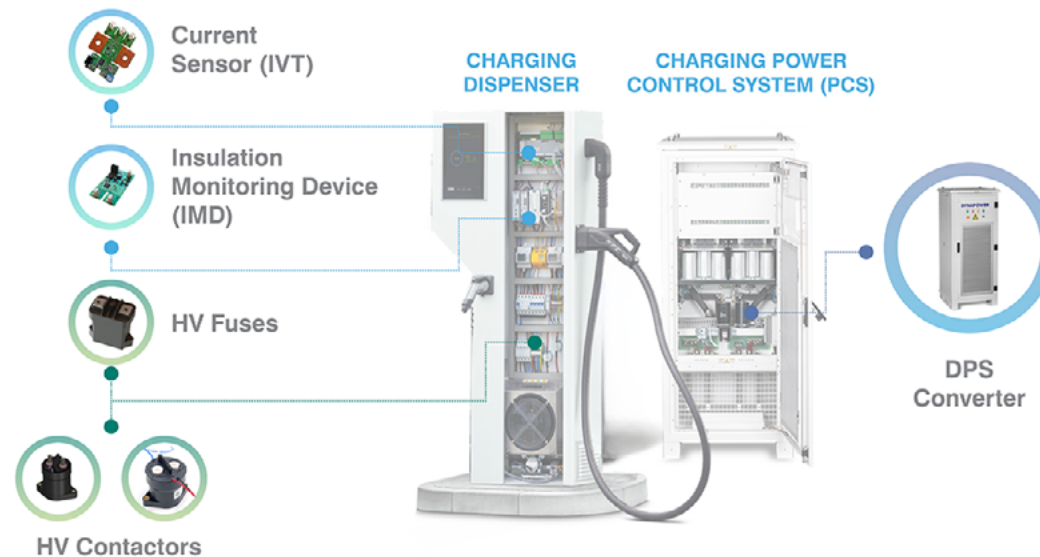 Current
Sensor (IVT)
CHARGING
DISPENSER
CHARGING POWER
CONTROL SYSTEM (PCS)
Insulation
Monitoring Device
(IMD)
DYNAPOWER
HV Fuses
DPS
Converter
HV Contactors